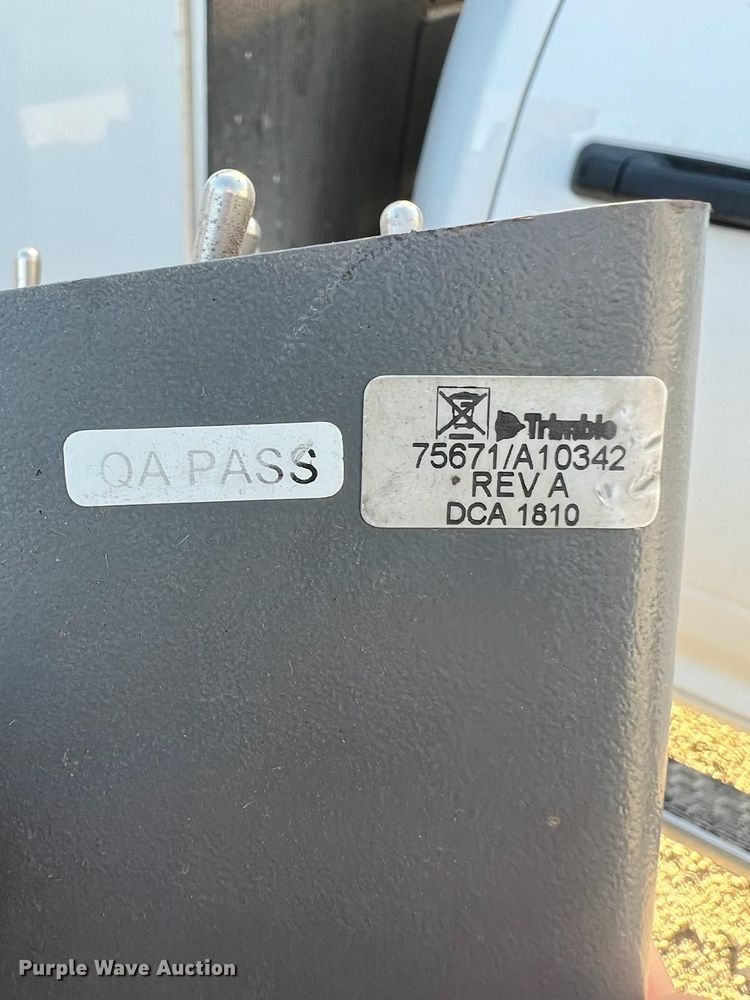 QA PASS
Trimble
75671/A10342
REV A
DCA 1810
Purple Wave Auction